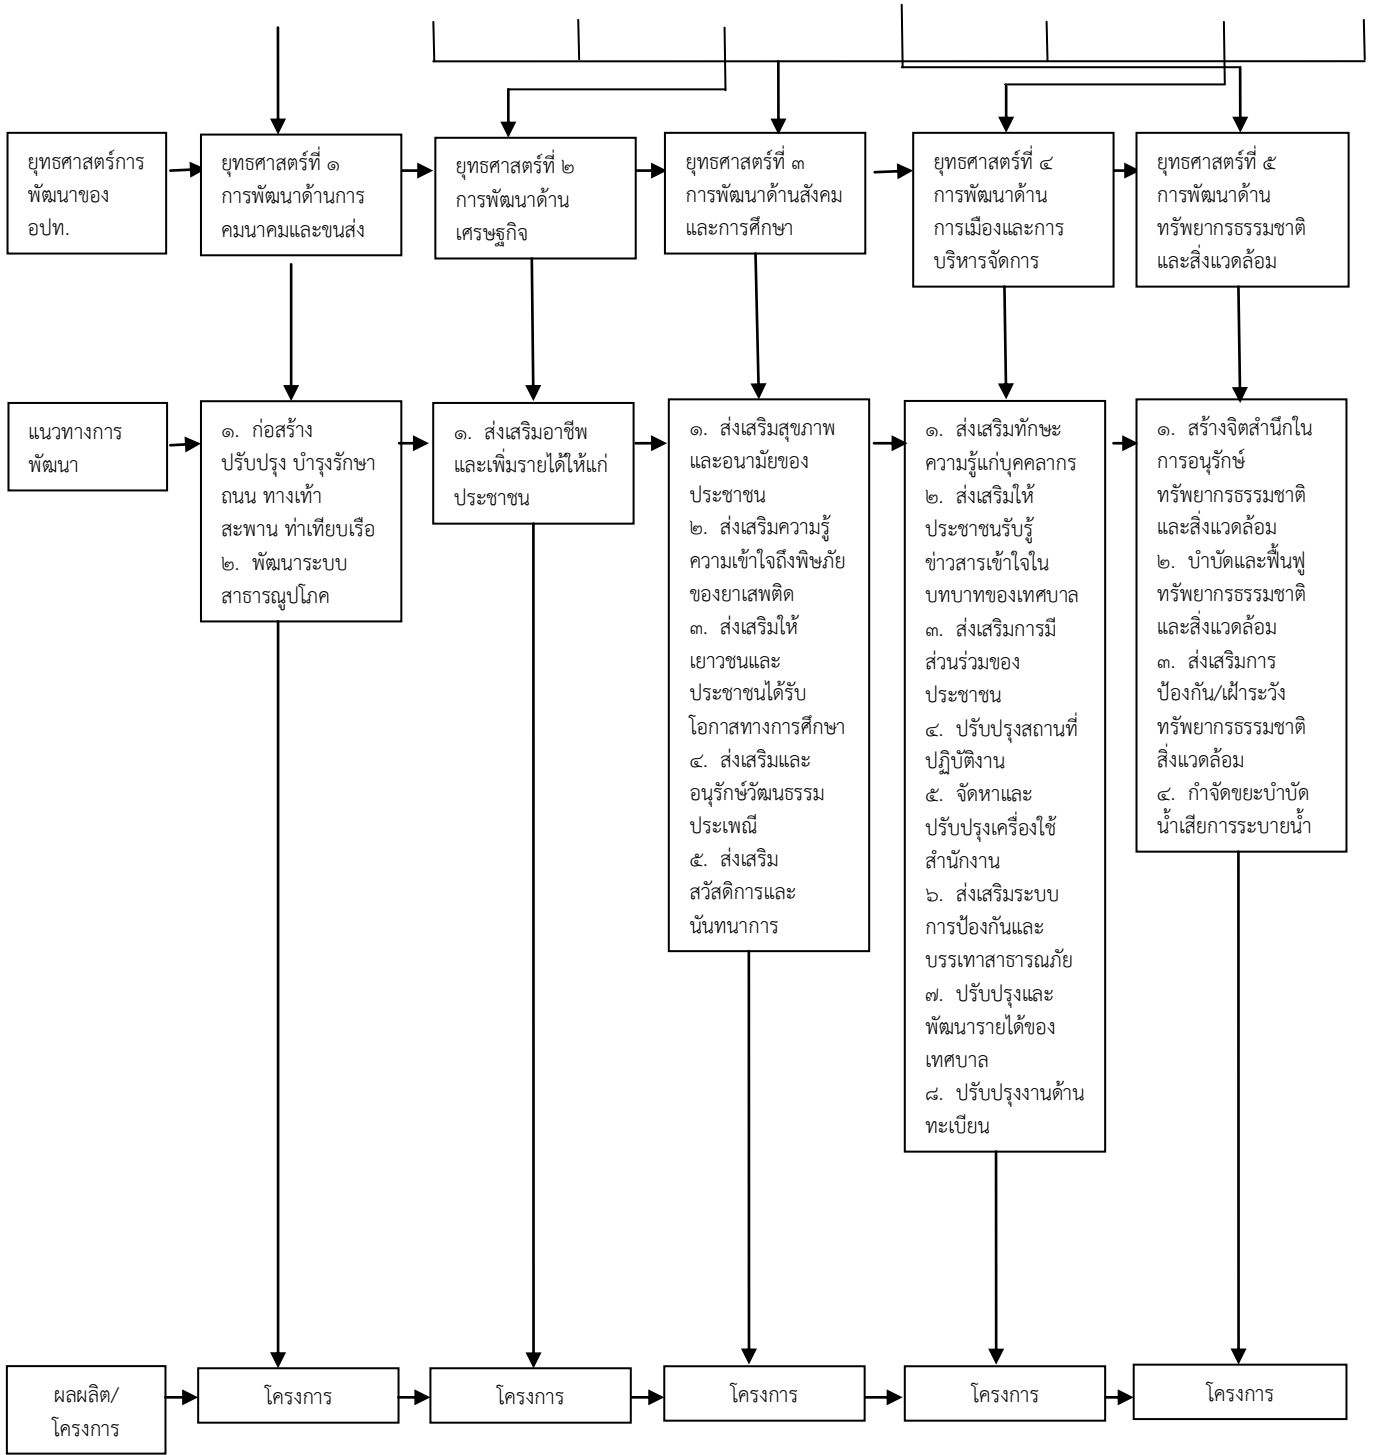 ยุทธศาสตร์การ
พัฒนาของ
อปท.
ยุทธศาสตร์ที่ ๑
การพัฒนาด้านการ
คมนาคมและขนส่ง
ยุทธศาสตร์ที่ ๒
การพัฒนาด้าน
เศรษฐกิจ
ยุทธศาสตร์ที่ ๓
การพัฒนาด้านสังคม
และการศึกษา
ยุทธศาสตร์ที่ ๔
การพัฒนาด้าน
การเมืองและการ
บริหารจัดการ
ยุทธศาสตร์ที่ ๕
การพัฒนาด้าน
ทรัพยากรธรรมชาติ
และสิ่งแวดล้อม
แนวทางการ
พัฒนา
๑. ก่อสร้าง
ปรับปรุง บำรุงรักษา
ถนน ทางเท้า
สะพาน ท่าเทียบเรือ
๒. พัฒนาระบบ
สาธารณูปโภค
๑. ส่งเสริมอาชีพ
และเพิ่มรายได้ให้แก่
ประชาชน
๑. ส่งเสริมสุขภาพ
และอนามัยของ
ประชาชน
๒. ส่งเสริมความรู้
ความเข้าใจถึงพิษภัย
ของยาเสพติด
๓. ส่งเสริมให้
เยาวชนและ
ประชาชนได้รับ
โอกาสทางการศึกษา
๔. ส่งเสริมและ
อนุรักษ์วัฒนธรรม
ประเพณี
๕. ส่งเสริม
สวัสดิการและ
นันทนาการ
๑. ส่งเสริมทักษะ
ความรู้แก่บุคคลากร
๒. ส่งเสริมให้
ประชาชนรับรู้
ข่าวสารเข้าใจใน
บทบาทของเทศบาล
๓. ส่งเสริมการมี
ส่วนร่วมของ
ประชาชน
๔. ปรับปรุงสถานที่
ปฏิบัติงาน
๕. จัดหาและ
ปรับปรุงเครื่องใช้
สำนักงาน
๖. ส่งเสริมระบบ
การป้องกันและ
บรรเทาสาธารณภัย
๗. ปรับปรุงและ
พัฒนารายได้ของ
เทศบาล
๘. ปรับปรุงงานด้าน
ทะเบียน
๑. สร้างจิตสำนึกใน
การอนุรักษ์
ทรัพยากรธรรมชาติ
และสิ่งแวดล้อม
๒. บำบัดและฟื้นฟู
ทรัพยากรธรรมชาติ
และสิ่งแวดล้อม
๓. ส่งเสริมการ
ป้องกัน/เฝ้าระวัง
ทรัพยากรธรรมชาติ
สิ่งแวดล้อม
๔. กำจัดขยะบำบัด
น้ำเสียการระบายน้ำ
ผลผลิต/
โครงการ
โครงการ
โครงการ
โครงการ
โครงการ
โครงการ